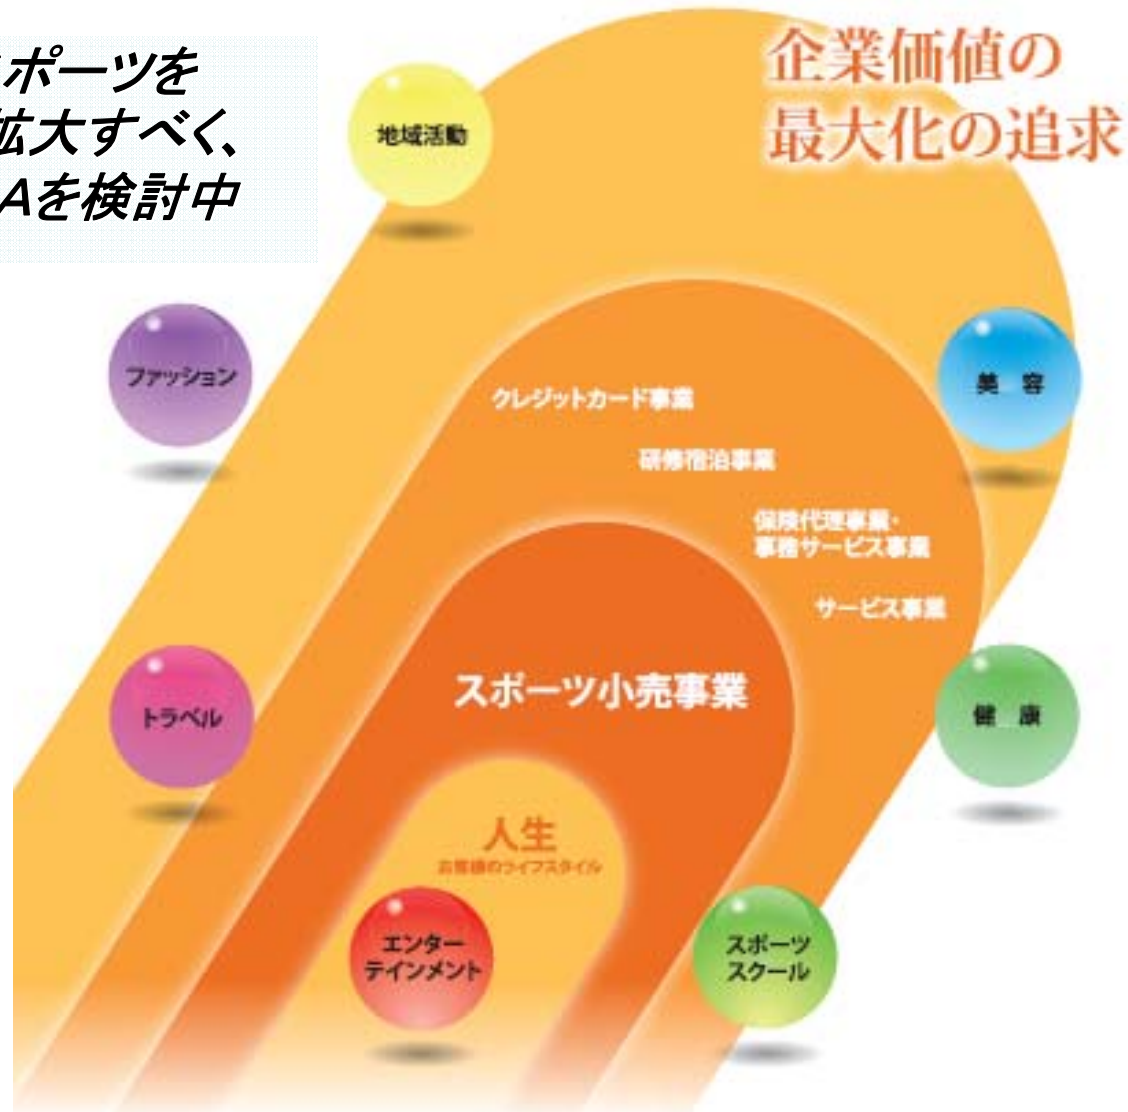 ポーツを
拡大すべく、
Aを検討中
企業価値の
最大化の追求
地域活動
ファッション
美 容
クレジットカード事業
研修宿泊事業
保険代理事業・
事務サービス事業
サービス事業
スポーツ小売事業
トラベル
健 康
人生
お客様のライフスタイル
エンター
テインメント
スポーツ
スクール